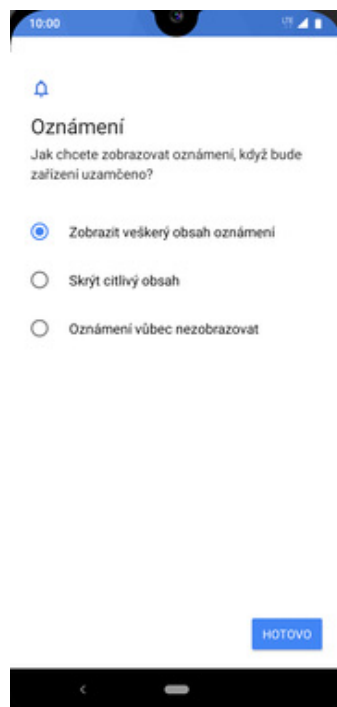 10:00
LTE
Oznámení
Jak chcete zobrazovat oznámení, když bude
zařízení uzamčeno?
Zobrazit veškerý obsah oznámení
Skrýt citlivý obsah
Oznámení vůbec nezobrazovat
HOTOVO